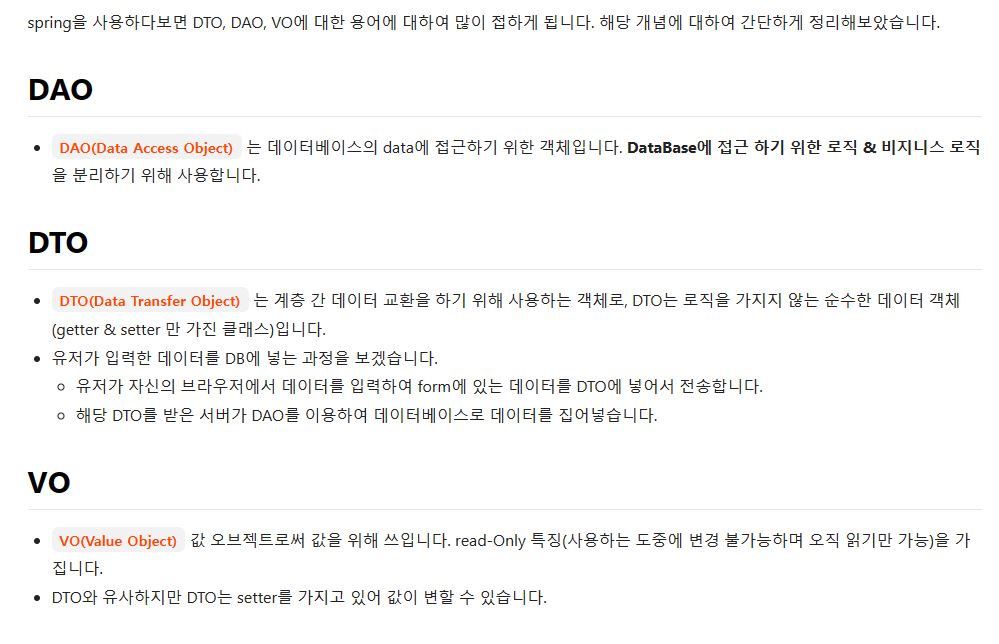 spring을 사용하다보면 DTO, DAO, VO에 대한 용어에 대하여 많이 접하게 됩니다. 해당 개념에 대하여 간단하게 정리해보았습니다.
DAO
DAO(Data Access Object) 는 데이터베이스의 data에 접근하기 위한 객체입니다. DataBase에 접근 하기 위한 로직 & 비지니스 로직
을 분리하기 위해 사용합니다.
DTO
DTO(Data Transfer Object) 는 계층 간 데이터 교환을 하기 위해 사용하는 객체로, DTO는 로직을 가지지 않는 순수한 데이터 객체
(getter & setter 만 가진 클래스)입니다.
유저가 입력한 데이터를 DB에 넣는 과정을 보겠습니다.
유저가 자신의 브라우저에서 데이터를 입력하여 form에 있는 데이터를 DTO에 넣어서 전송합니다.
해당 DTO를 받은 서버가 DAO를 이용하여 데이터베이스로 데이터를 집어넣습니다.
VO
VO(Value Object) 값 오브젝트로써 값을 위해 쓰입니다. read-Only 특징(사용하는 도중에 변경 불가능하며 오직 읽기만 가능)을 가
집니다.
DTO와 유사하지만 DTO는 setter를 가지고 있어 값이 변할 수 있습니다.